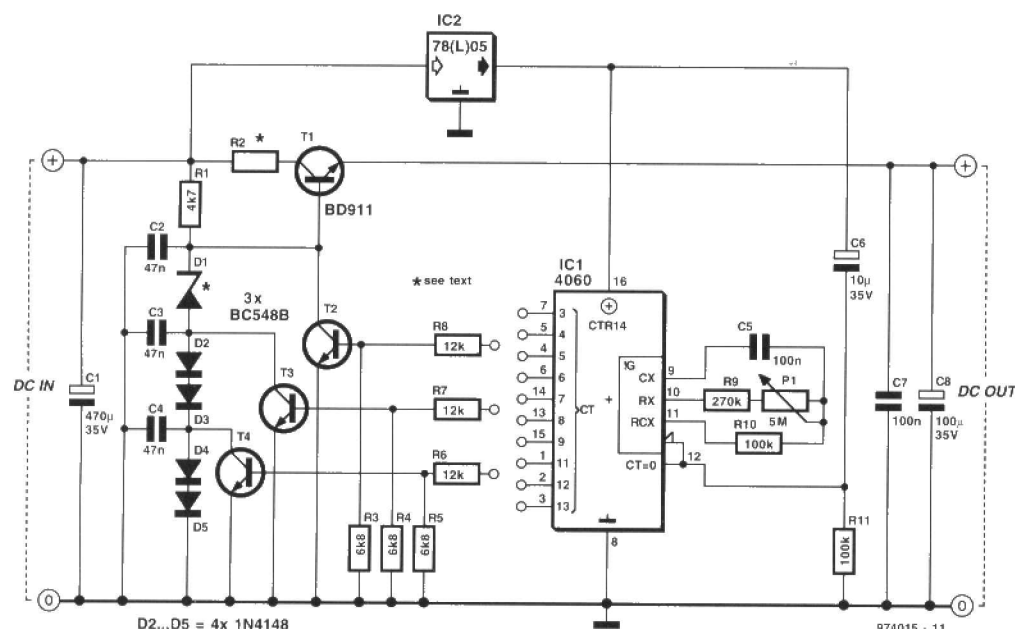 IC2
78(L)05
R2
*
T1
+
+
R1
4k7
BD911
C2
47n
D1
*
3x
BC548B
*see text
IC1
4060
16
+
CTR14
C6
10µ
35V
T2
R8
12k
C3
47n
D2
T3
R7
12k
D3
C4
47n
T4
D4
R6
12k
D5
DC IN
C1
470µ
35V
7
3
5
4
4
5
6
6
14
7
13
8
15
9
1
11
2
12
3
13
CT
!G
CX
9
RX
10
RCX
11
+
CT=0
12
8
C5
100n
R9
270k
P1
5M
R10
100k
C7
100n
C8
100µ
35V
DC OUT
R3
6k8
R4
6k8
R5
6k8
R11
100k
0
0
D2...D5 = 4x 1N4148
974015 - 11